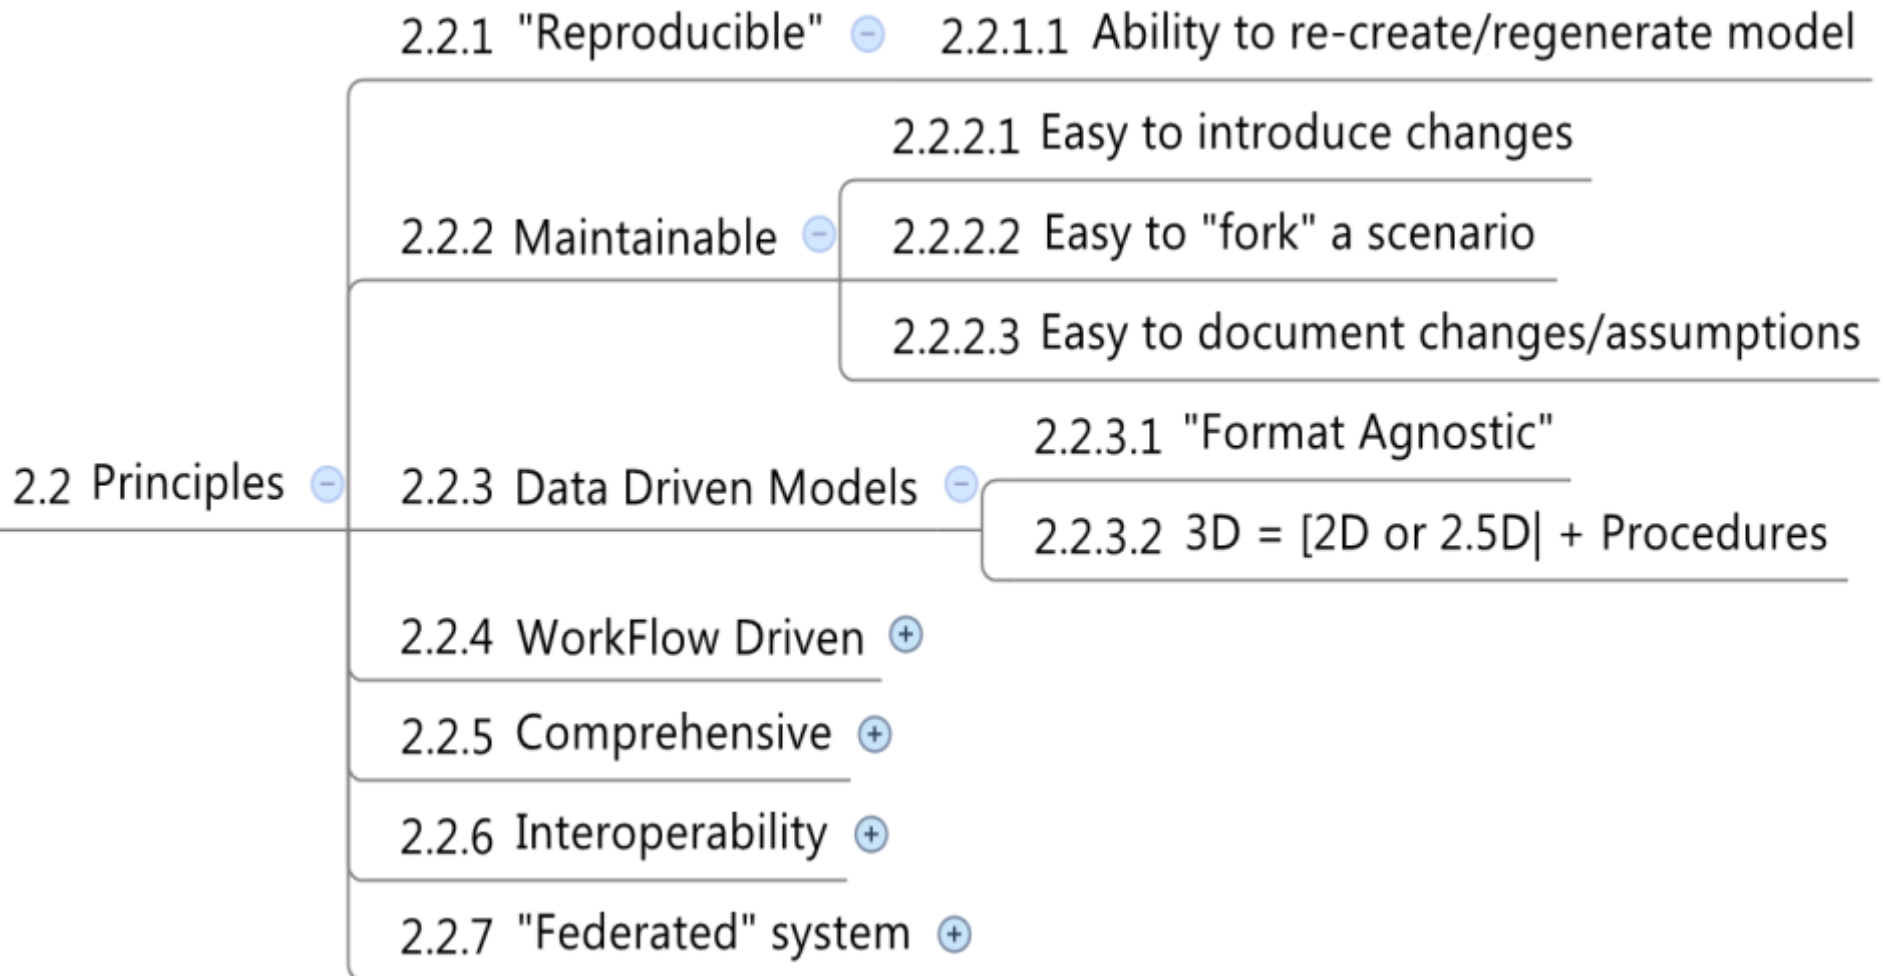 2.2.1 "Reproducible" 2.2.1.1 Ability to re-create/regenerate model
2.2.2.1 Easy to introduce changes
2.2.2 Maintainable 2.2.2.2 Easy to "fork" a scenario
2.2.2.3 Easy to document changes/assumptions
2.2.3.1 "Format Agnostic"
2.2 Principles 2.2.3 Data Driven Models
2.2.3.2 3D = [2D or 2.5D| + Procedures
2.2.4 WorkFlow Driven
2.2.5 Comprehensive
2.2.6 Interoperability
2.2.7 "Federated" system